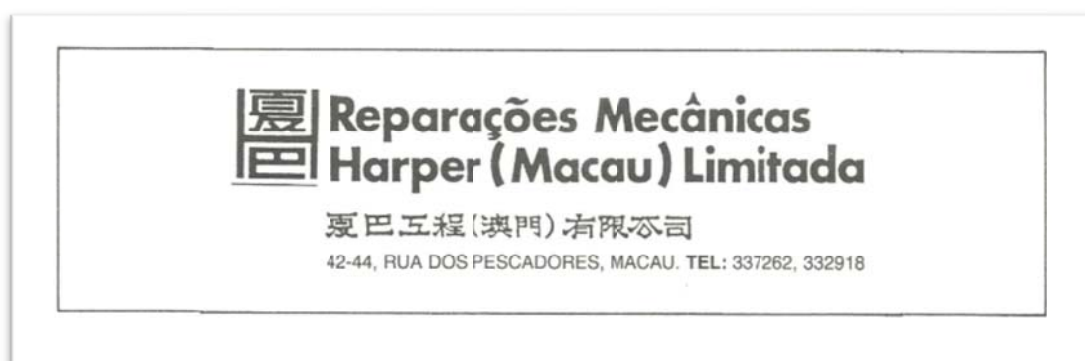 夏巴
Reparações Mecânicas
Harper (Macau) Limitada
夏巴工程(澳門)有限公司
42-44, RUA DOS PESCADORES, MACAU. TEL: 337262, 332918